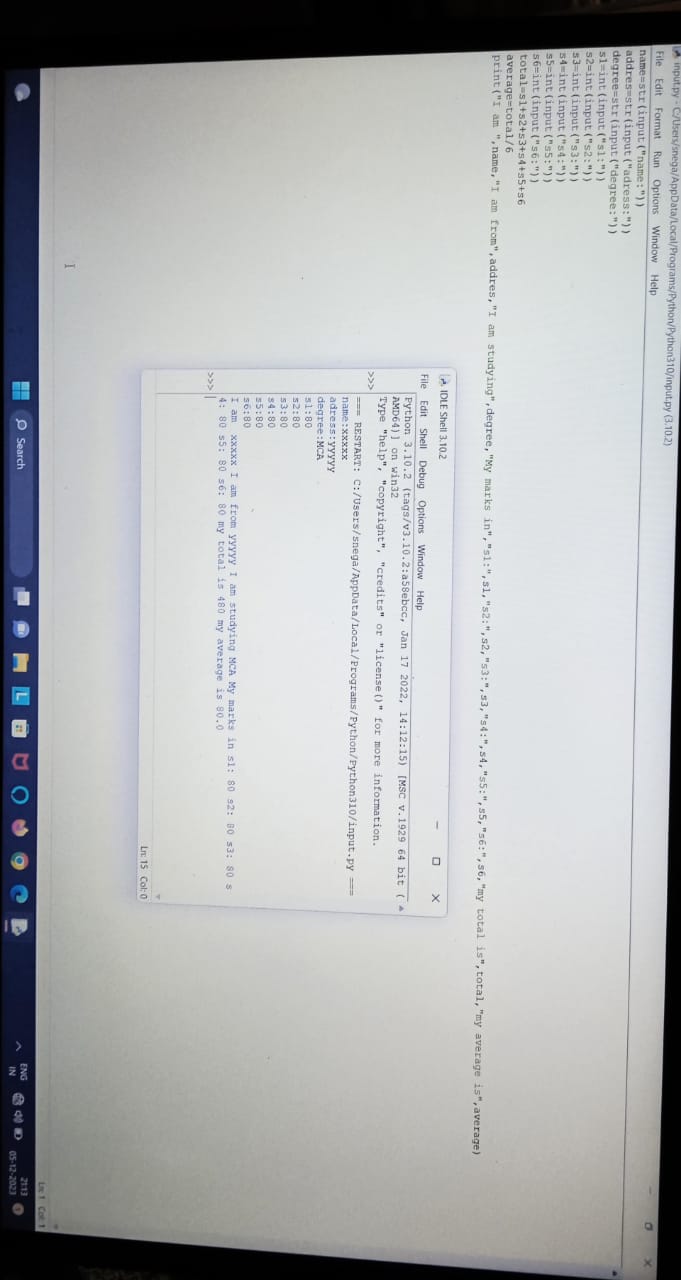 input.py - C:/Users/snega/AppData/Local/Programs/Python/Python310/input.py (3.10.2)
File Edit Format Run Options Window Help
name=str(input("name:"))
addres=str(input("adress:"))
degree=str(input("degree:"))
s1=int(input("s1:"))
s2=int(input("s2:"))
s3=int(input("s3:"))
s4=int(input("s4:"))
s5=int(input("s5:"))
s6=int(input("s6:"))
total=s1+s2+s3+s4+s5+s6
average=total/6
print("I am ",name,"I am from",addres,"I am studying",degree,"My marks in","s1:",s1,"s2:",s2,"s3:",s3,"s4:",s4,"s5:",s5,"s6:",s6,"my total is",total,"my average is",average)
IDLE Shell 3.10.2
File Edit Shell Debug Options Window Help
Python 3.10.2 (tags/v3.10.2:a58ebcc, Jan 17 2022, 14:12:15) [MSC v.1929 64 bit (
AMD64)] on win32
Type "help", "copyright", "credits" or "license()" for more information.
>>>
=== RESTART: C:/Users/snega/AppData/Local/Programs/Python/Python310/input.py ===
name:xxxxx
adress:yyyyy
degree:MCA
s1:80
s2:80
s3:80
s4:80
s5:80
s6:80
I am  xxxxx I am from yyyyy I am studying MCA My marks in s1: 80 s2: 80 s3: 80 s
4: 80 s5: 80 s6: 80 my total is 480 my average is 80.0
>>>
Ln: 15 Col: 0
Ln: 1 Col: 1
Search
ENG
IN
21:13
05-12-2023